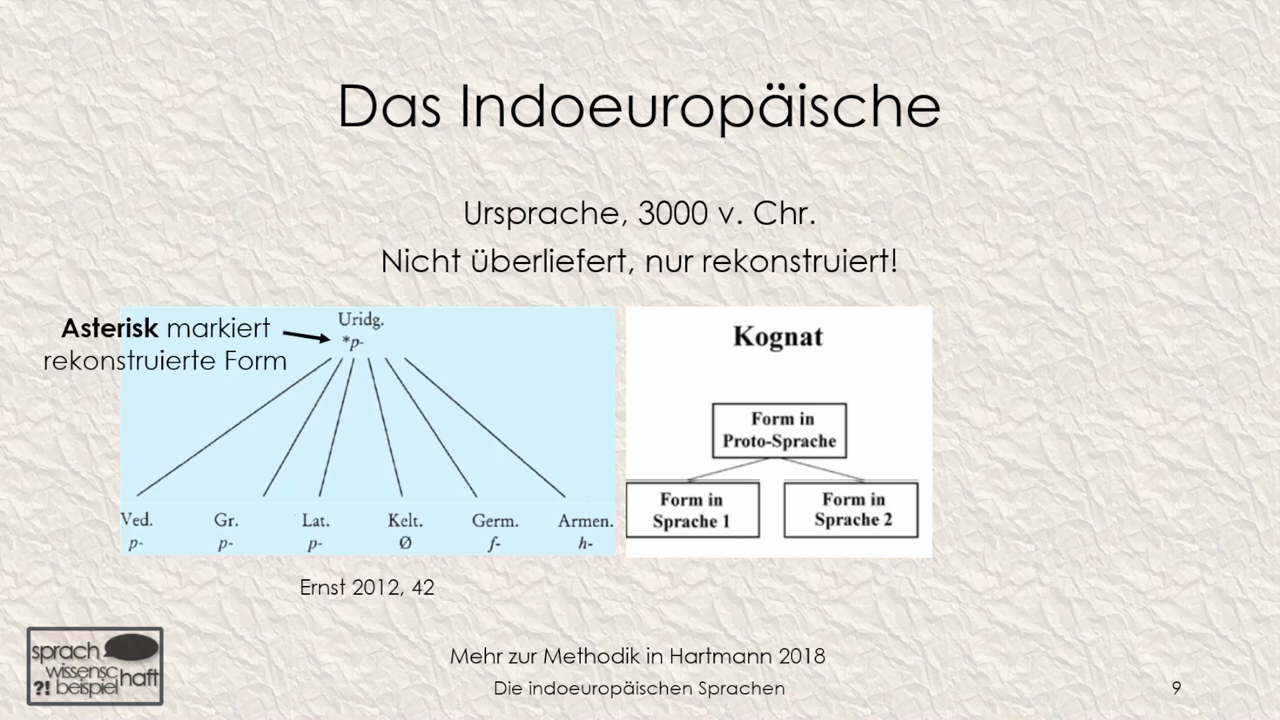 Das Indoeuropäische
Ursprache, 3000 v. Chr.
Nicht überliefert, nur rekonstruiert!
Asterisk markiert
rekonstruierte Form
Uridg.
*p-
Ved. Gr. Lat. Kelt. Germ. Armen.
p- p- p- Ø f- h-
Kognat
Form in
Proto-Sprache
Form in
Sprache 1
Form in
Sprache 2
Ernst 2012, 42
sprach
wissensc
haft
?! beispiel
Mehr zur Methodik in Hartmann 2018
Die indoeuropäischen Sprachen
9